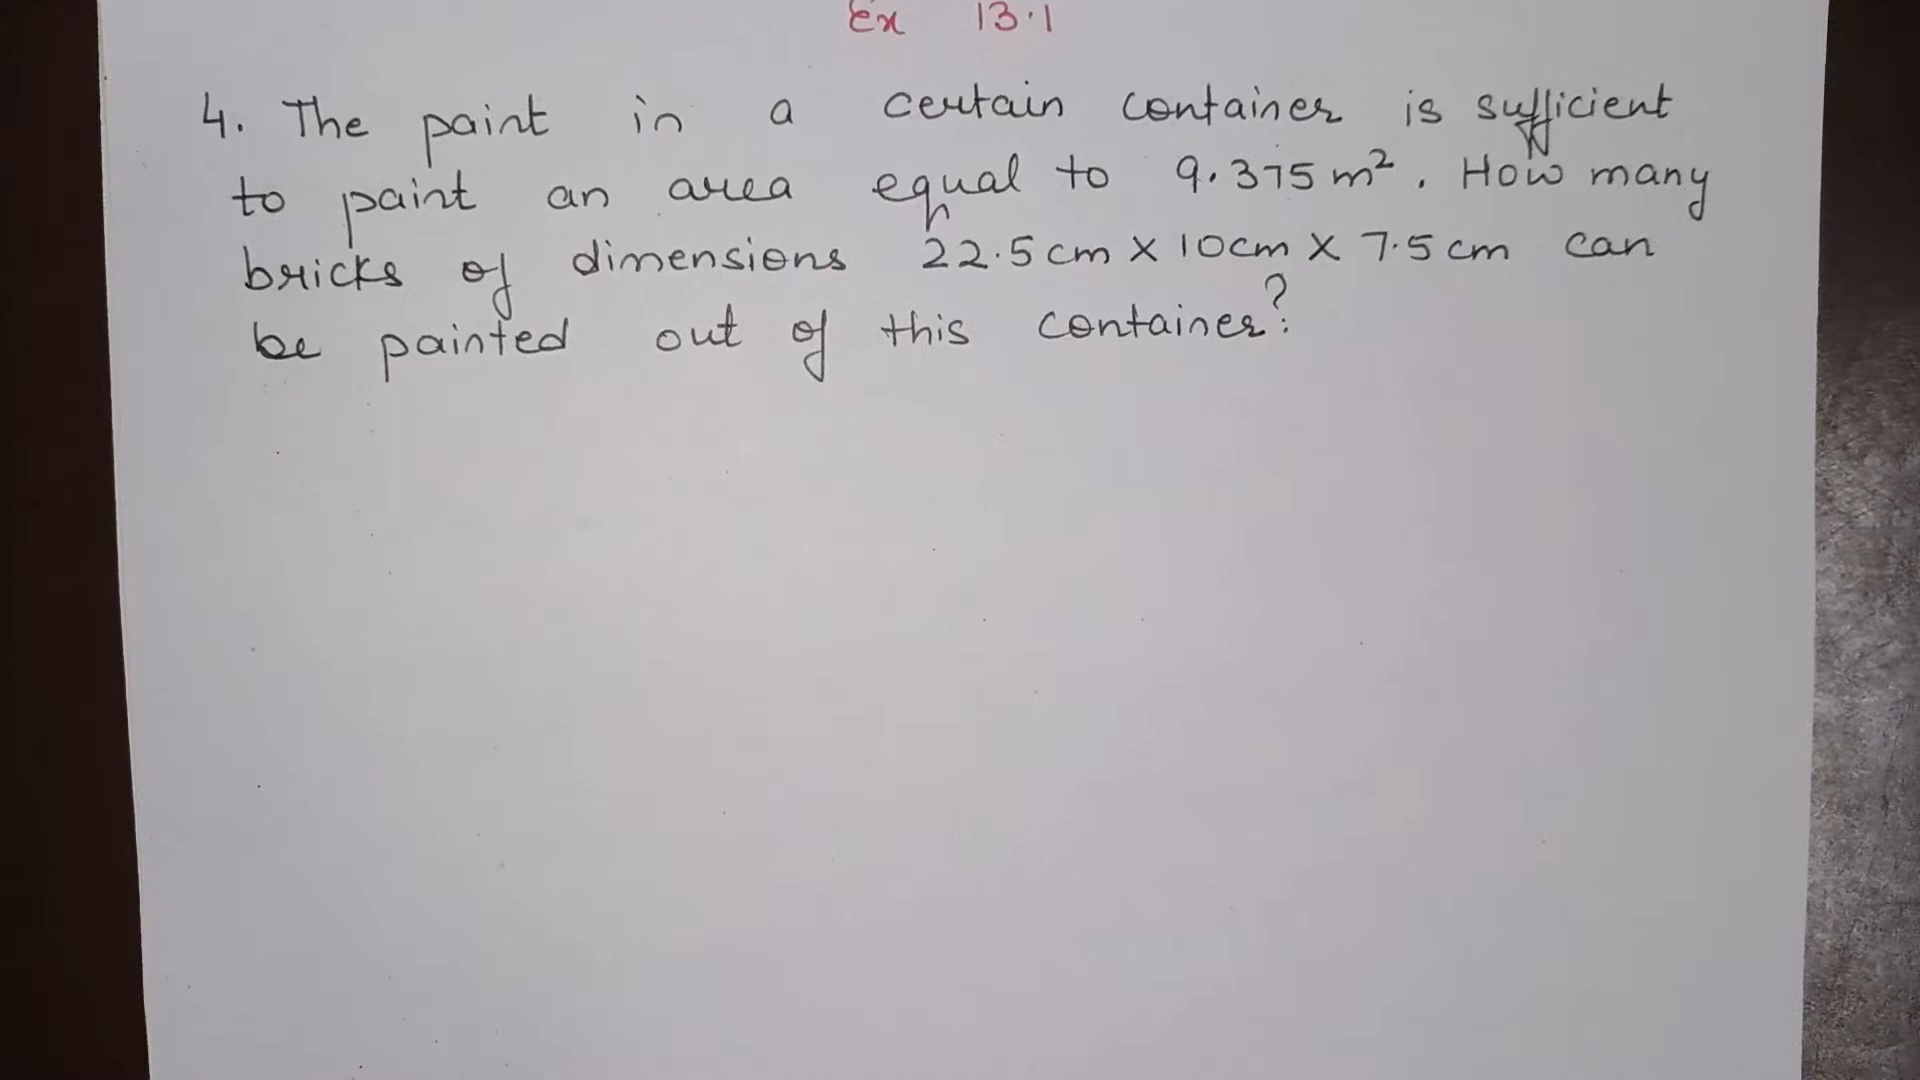 Ex 13.1
4. The paint in a certain container is sufficient
to paint an area equal to 9.375 m². How many
bricks of dimensions 22.5 cm X 10 cm X 7.5 cm can
be painted out of this container?